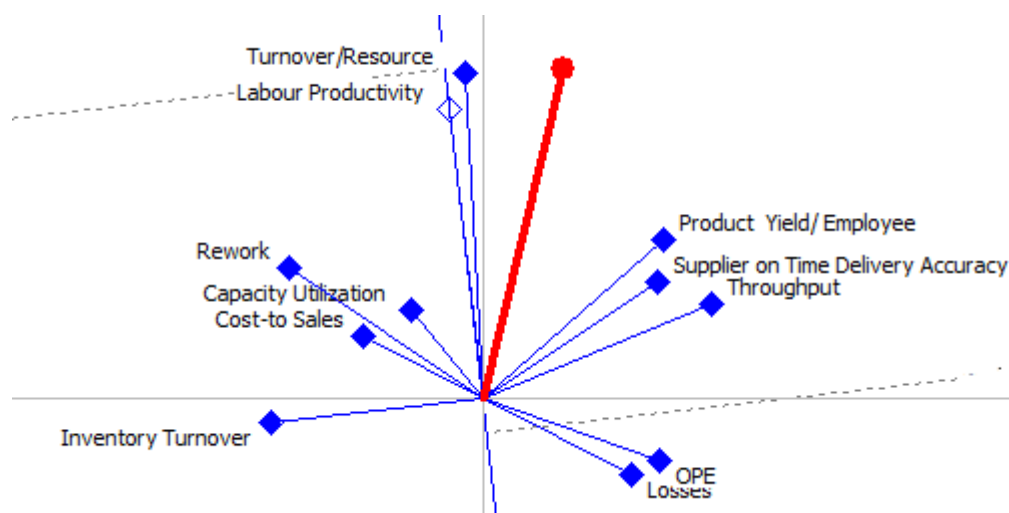 Turnover/Resource
Labour Productivity
Product Yield/ Employee
Rework
Supplier on Time Delivery Accuracy
Throughput
Capacity Utilization
Cost-to Sales
Inventory Turnover
OPE
Losses